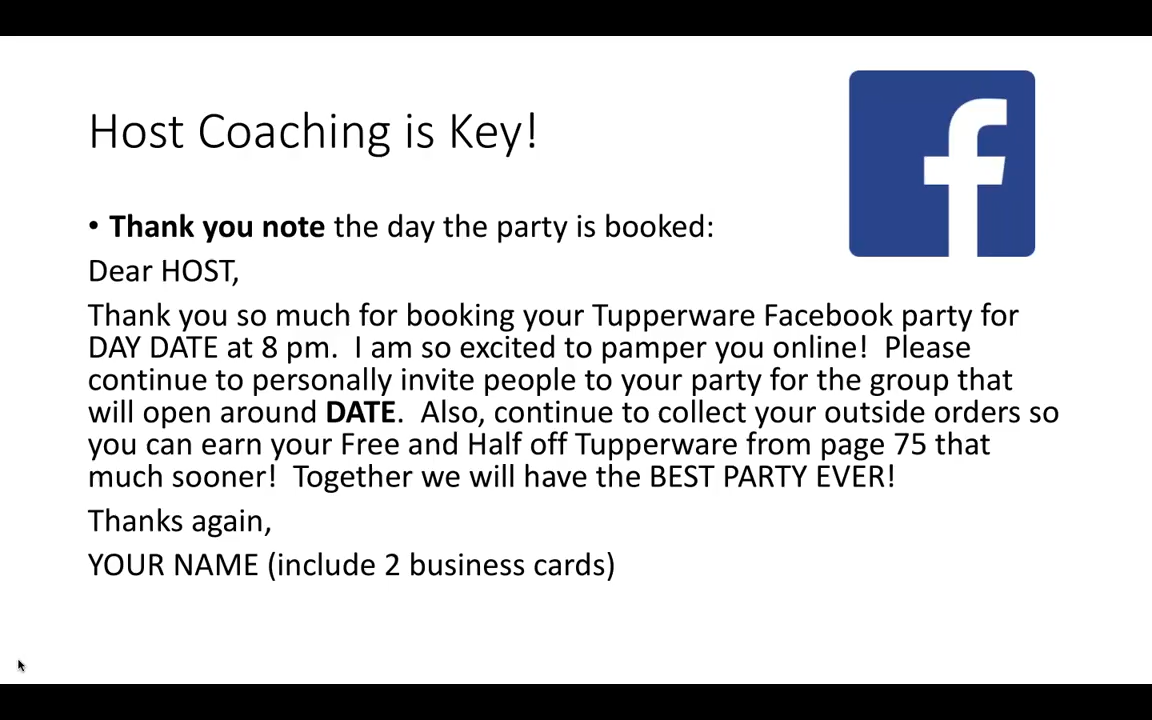 Host Coaching is Key!
• Thank you note the day the party is booked:
Dear HOST,
Thank you so much for booking your Tupperware Facebook party for
DAY DATE at 8 pm.  I am so excited to pamper you online!  Please
continue to personally invite people to your party for the group that
will open around DATE.  Also, continue to collect your outside orders so
you can earn your Free and Half off Tupperware from page 75 that
much sooner!  Together we will have the BEST PARTY EVER!
Thanks again,
YOUR NAME (include 2 business cards)